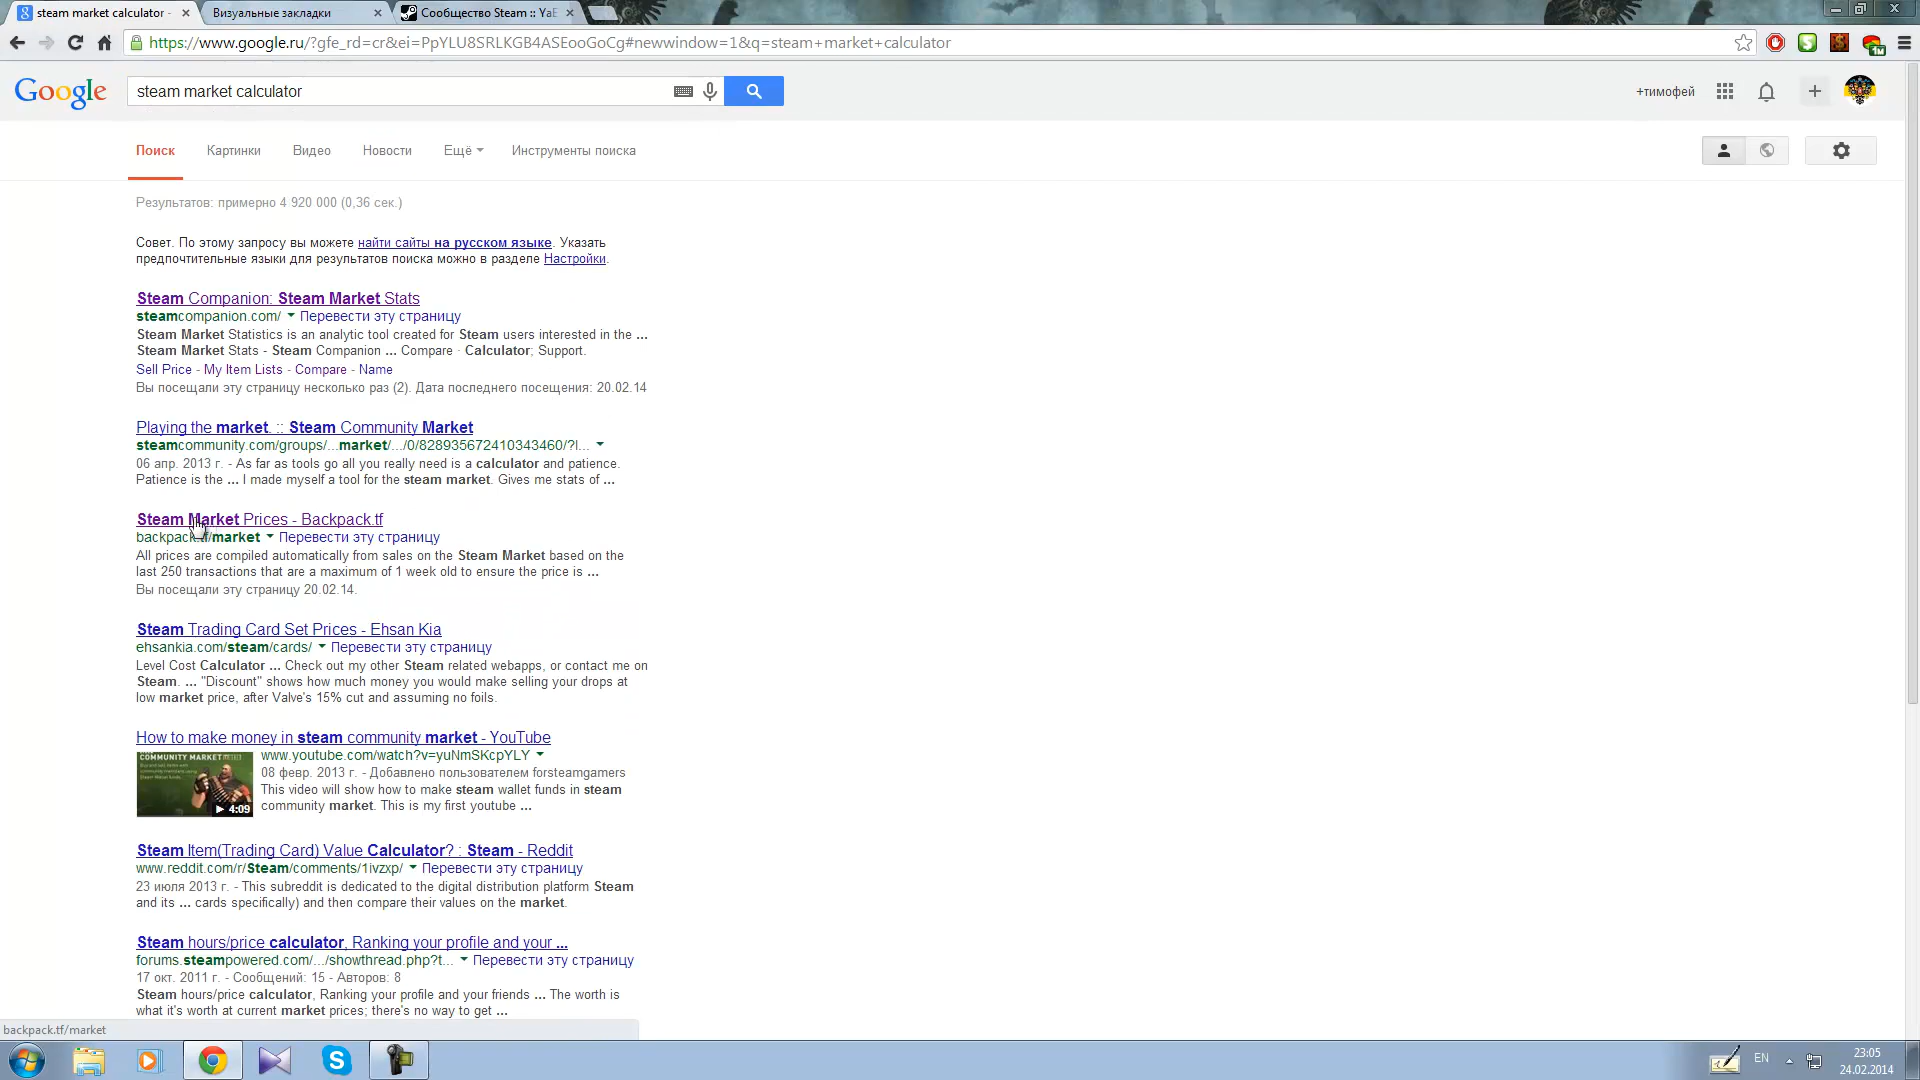 steam market calculator -
Визуальные закладки
Сообщество Steam :: YaE
https://www.google.ru/?gfe_rd=cr&ei=PpYLU8SRLKGB4ASEooGoCg#newwindow=1&q=steam+market+calculator
1M
Google
steam market calculator
+тимофей
Поиск
Картинки
Видео
Новости
Ещё
Инструменты поиска
Результатов: примерно 4 920 000 (0,36 сек.)
Совет. По этому запросу вы можете найти сайты на русском языке. Указать
предпочтительные языки для результатов поиска можно в разделе Настройки.
Steam Companion: Steam Market Stats
steamcompanion.com/ Перевести эту страницу
Steam Market Statistics is an analytic tool created for Steam users interested in the ...
Steam Market Stats - Steam Companion ... Compare · Calculator; Support.
Sell Price - My Item Lists - Compare - Name
Вы посещали эту страницу несколько раз (2). Дата последнего посещения: 20.02.14
Playing the market. :: Steam Community Market
steamcommunity.com/groups/...market/.../0/828935672410343460/?l...
06 апр. 2013 г. - As far as tools go all you really need is a calculator and patience.
Patience is the ... I made myself a tool for the steam market. Gives me stats of ...
Steam Market Prices - Backpack.tf
backpack.tf/market Перевести эту страницу
All prices are compiled automatically from sales on the Steam Market based on the
last 250 transactions that are a maximum of 1 week old to ensure the price is ...
Вы посещали эту страницу 20.02.14.
Steam Trading Card Set Prices - Ehsan Kia
ehsankia.com/steam/cards/ Перевести эту страницу
Level Cost Calculator ... Check out my other Steam related webapps, or contact me on
Steam. ... "Discount" shows how much money you would make selling your drops at
low market price, after Valve's 15% cut and assuming no foils.
How to make money in steam community market - YouTube
COMMUNITY MARKET
4:09
www.youtube.com/watch?v=yuNmSKcpYLY
08 февр. 2013 г. - Добавлено пользователем forsteamgamers
This video will show how to make steam wallet funds in steam
community market. This is my first youtube ...
Steam Item(Trading Card) Value Calculator? : Steam - Reddit
www.reddit.com/r/Steam/comments/1ivzxp/ Перевести эту страницу
23 июля 2013 г. - This subreddit is dedicated to the digital distribution platform Steam
and its ... cards specifically) and then compare their values on the market.
Steam hours/price calculator, Ranking your profile and your ...
forums.steampowered.com/.../showthread.php?t... Перевести эту страницу
17 окт. 2011 г. - Сообщений: 15 - Авторов: 8
Steam hours/price calculator, Ranking your profile and your friends ... The worth is
what it's worth at current market prices; there's no way to get ...
backpack.tf/market
EN
23:05
24.02.2014